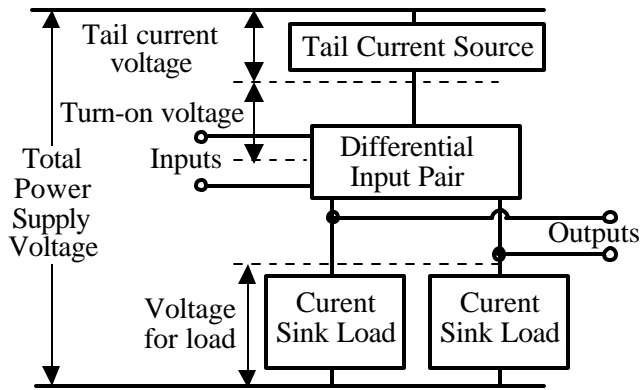 Tail current
voltage
Tail Current Source
Turn-on voltage
Inputs
Differential
Input Pair
Total
Power
Supply
Voltage
Outputs
Voltage
for load
Curent
Sink Load
Curent
Sink Load